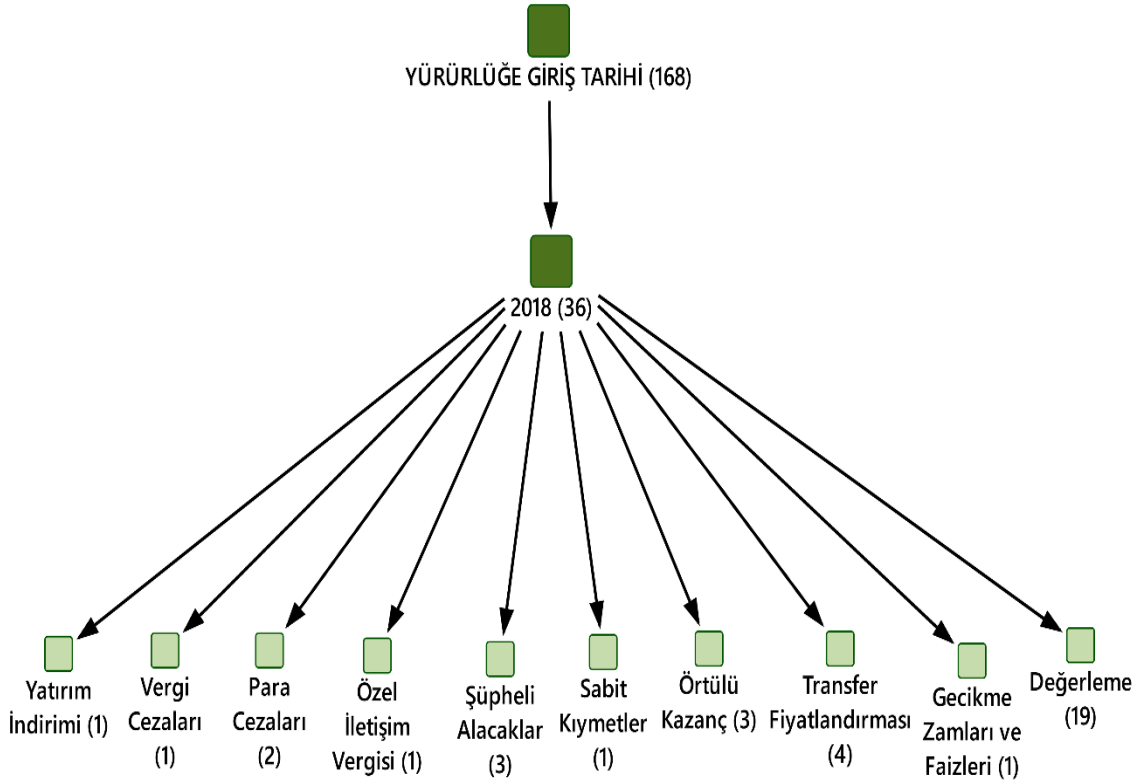 YÜRÜRLÜĞE GİRİŞ TARİHİ (168)
2018 (36)
Yatırım
İndirimi (1)
Vergi
Cezaları
(1)
Para
Cezaları
(2)
Özel
İletişim
Vergisi (1)
Şüpheli
Alacaklar
(3)
Sabit
Kıymetler
(1)
Örtülü
Kazanç (3)
Transfer
Fiyatlandırması
(4)
Gecikme
Zamları ve
Faizleri (1)
Değerleme
(19)